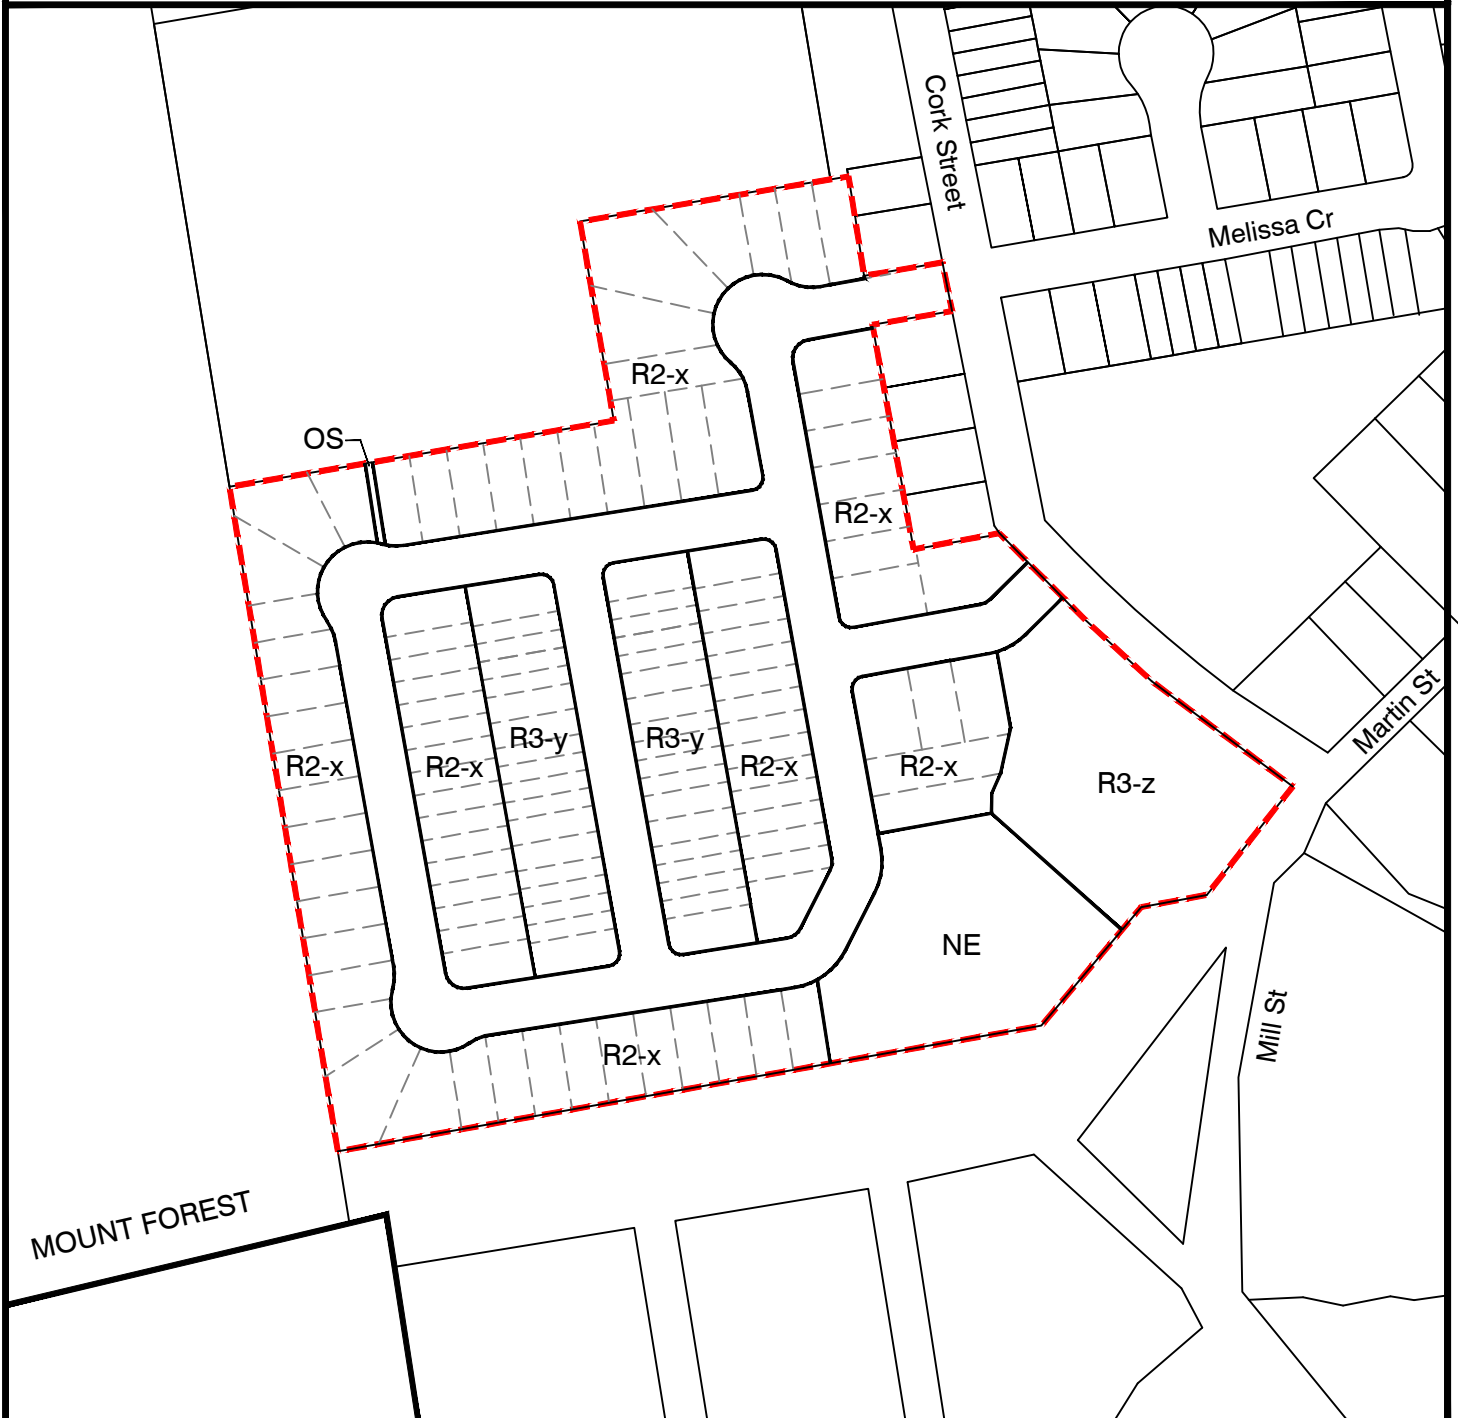 Cork Street
Melissa Cr
R2-x
OS
R2-x
Martin St
R3-y
R3-y
R2-x
R2-x
R2-x
R2-x
R3-z
NE
Mill St
R2-x
MOUNT FOREST